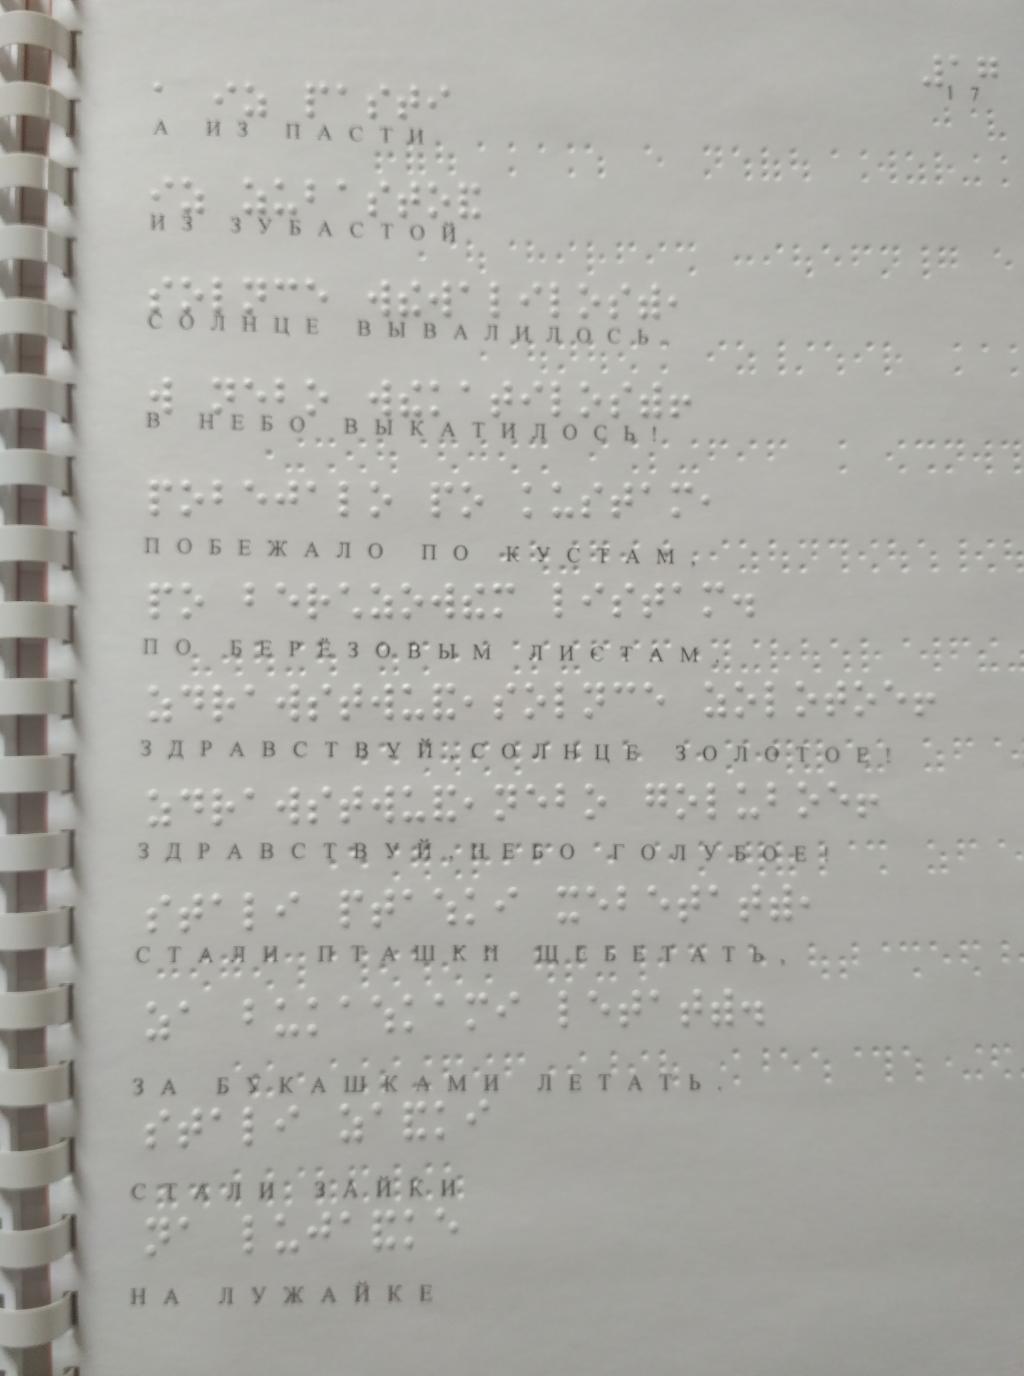 17
А ИЗ ПАСТИ,
ИЗ ЗУБАСТОЙ,
СОЛНЦЕ ВЫВАЛИЛОСЬ,
В НЕБО ВЫКАТИЛОСЬ!
ПОБЕЖАЛО ПО КУСТАМ,
ПО БЕРЁЗОВЫМ ЛИСТАМ.
ЗДРАВСТВУЙ, СОЛНЦЕ ЗОЛОТОЕ!
ЗДРАВСТВУЙ, НЕБО ГОЛУБОЕ!
СТАЛИ ПТАШКИ ЩЕБЕТАТЬ,
ЗА БУКАШКАМИ ЛЕТАТЬ.
СТАЛИ ЗАЙКИ
НА ЛУЖАЙКЕ